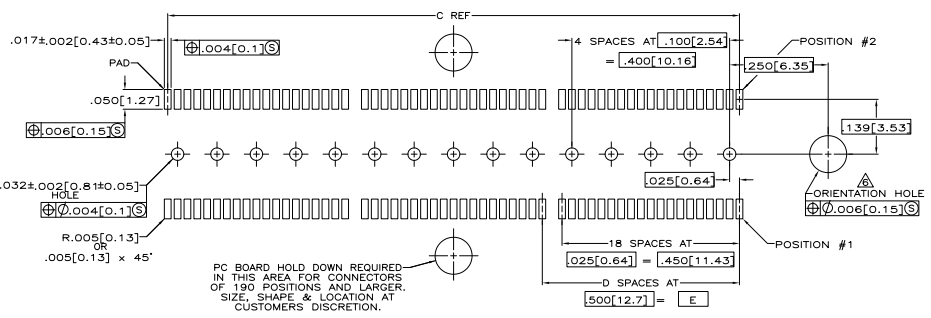 C REF
.017±.002[0.43±0.05]
⌖.004[0.1]Ⓢ
4 SPACES AT .100[2.54]
= .400[10.16]
POSITION #2
.250[6.35]
PAD
.050[1.27]
⌖.006[0.15]Ⓢ
.139[3.53]
.032±.002[0.81±0.05]
HOLE
⌖∅.004[0.1]Ⓢ
.025[0.64]
6
ORIENTATION HOLE
⌖∅.006[0.15]Ⓢ
R.005[0.13]
OR
.005[0.13] x 45°
18 SPACES AT
.025[0.64] = .450[11.43]
POSITION #1
PC BOARD HOLD DOWN REQUIRED
IN THIS AREA FOR CONNECTORS
OF 190 POSITIONS AND LARGER.
SIZE, SHAPE & LOCATION AT
CUSTOMERS DISCRETION.
D SPACES AT
.500[12.7] = E